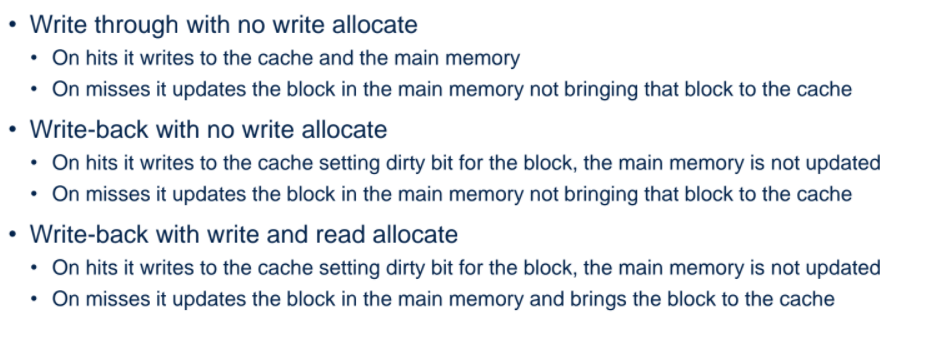 • Write through with no write allocate
• On hits it writes to the cache and the main memory
• On misses it updates the block in the main memory not bringing that block to the cache
• Write-back with no write allocate
• On hits it writes to the cache setting dirty bit for the block, the main memory is not updated
• On misses it updates the block in the main memory not bringing that block to the cache
• Write-back with write and read allocate
• On hits it writes to the cache setting dirty bit for the block, the main memory is not updated
• On misses it updates the block in the main memory and brings the block to the cache